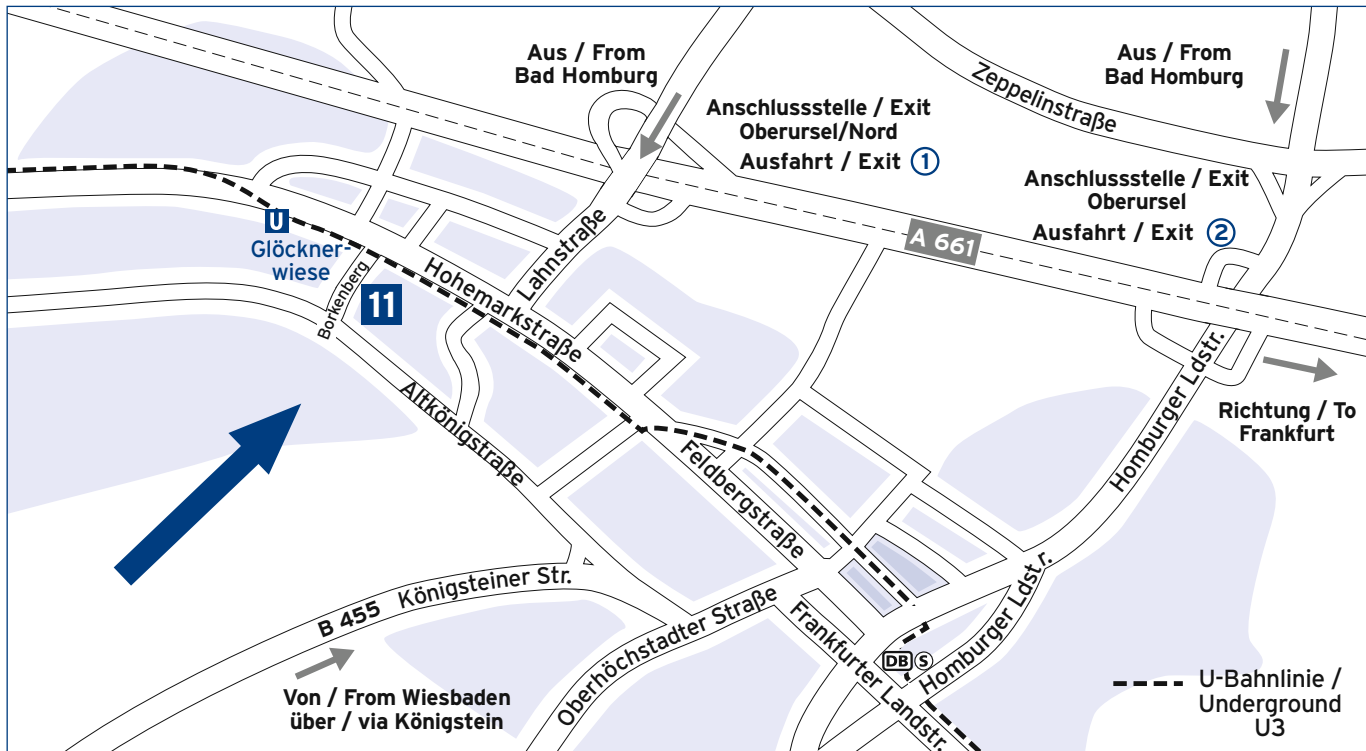 Aus / From
Bad Homburg
Aus / From
Bad Homburg
Zeppelinstraße
Anschlussstelle / Exit
Oberursel/Nord
Ausfahrt / Exit 1
Anschlussstelle / Exit
Oberursel
Ausfahrt / Exit 2
A 661
U
Glöckner-
wiese
Borkenberg
11
Hohemarkstraße
Lahnstraße
Altkönigstraße
Feldbergstraße
Homburger Ldstr.
Richtung / To
Frankfurt
B 455 Königsteiner Str.
Von / From Wiesbaden
über / via Königstein
Oberhöchstadter Straße
Frankfurter Landstr.
Homburger Ldstr.
DB S
U-Bahnlinie /
Underground
U3